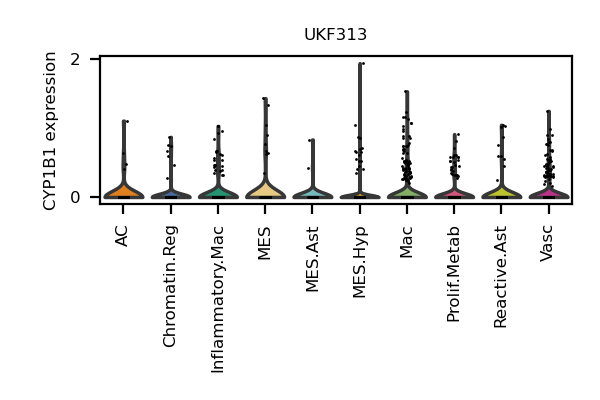 UKF313
CYP1B1 expression
2
0
AC
Chromatin.Reg
Inflammatory.Mac
MES
MES.Ast
MES.Hyp
Mac
Prolif.Metab
Reactive.Ast
Vasc